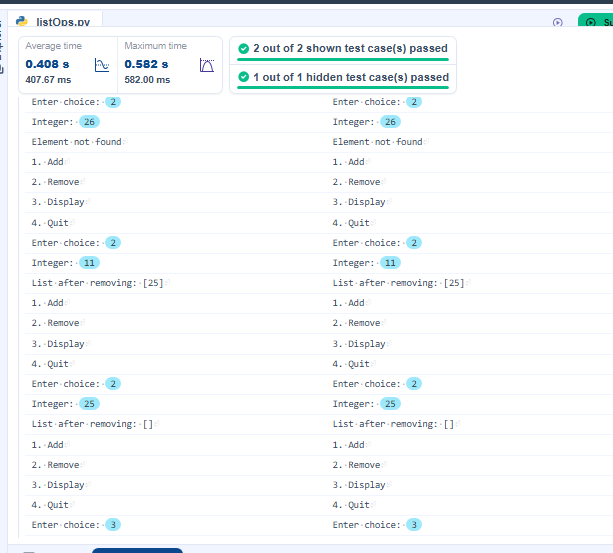 listOps.py
Average time
Maximum time
0.408 s
0.582 s
407.67 ms
582.00 ms
2 out of 2 shown test case(s) passed
1 out of 1 hidden test case(s) passed
Enter·choice:·2 Enter·choice:·2
Integer:·26 Integer:·26
Element·not·found Element·not·found
1.·Add 1.·Add
2.·Remove 2.·Remove
3.·Display 3.·Display
4.·Quit 4.·Quit
Enter·choice:·2 Enter·choice:·2
Integer:·11 Integer:·11
List·after·removing:·[25] List·after·removing:·[25]
1.·Add 1.·Add
2.·Remove 2.·Remove
3.·Display 3.·Display
4.·Quit 4.·Quit
Enter·choice:·2 Enter·choice:·2
Integer:·25 Integer:·25
List·after·removing:·[] List·after·removing:·[]
1.·Add 1.·Add
2.·Remove 2.·Remove
3.·Display 3.·Display
4.·Quit 4.·Quit
Enter·choice:·3 Enter·choice:·3